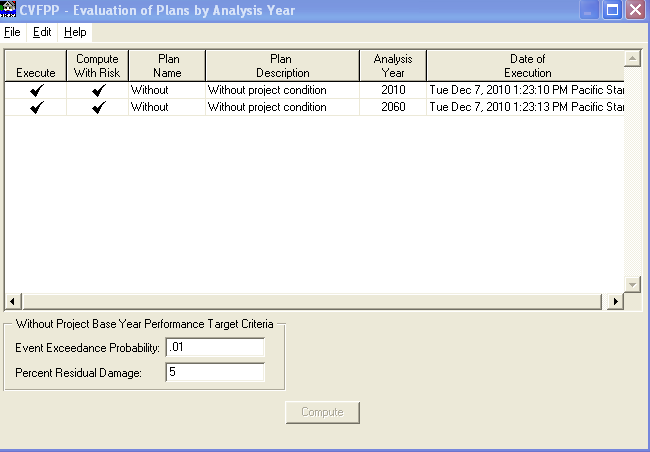 CVFPP - Evaluation of Plans by Analysis Year
File Edit Help
Execute Compute With Risk Plan Name Plan Description Analysis Year Date of Execution
Without Without project condition 2010 Tue Dec 7, 2010 1:23:10 PM Pacific Star
Without Without project condition 2060 Tue Dec 7, 2010 1:23:13 PM Pacific Star
Without Project Base Year Performance Target Criteria
Event Exceedance Probability: .01
Percent Residual Damage: 5
Compute